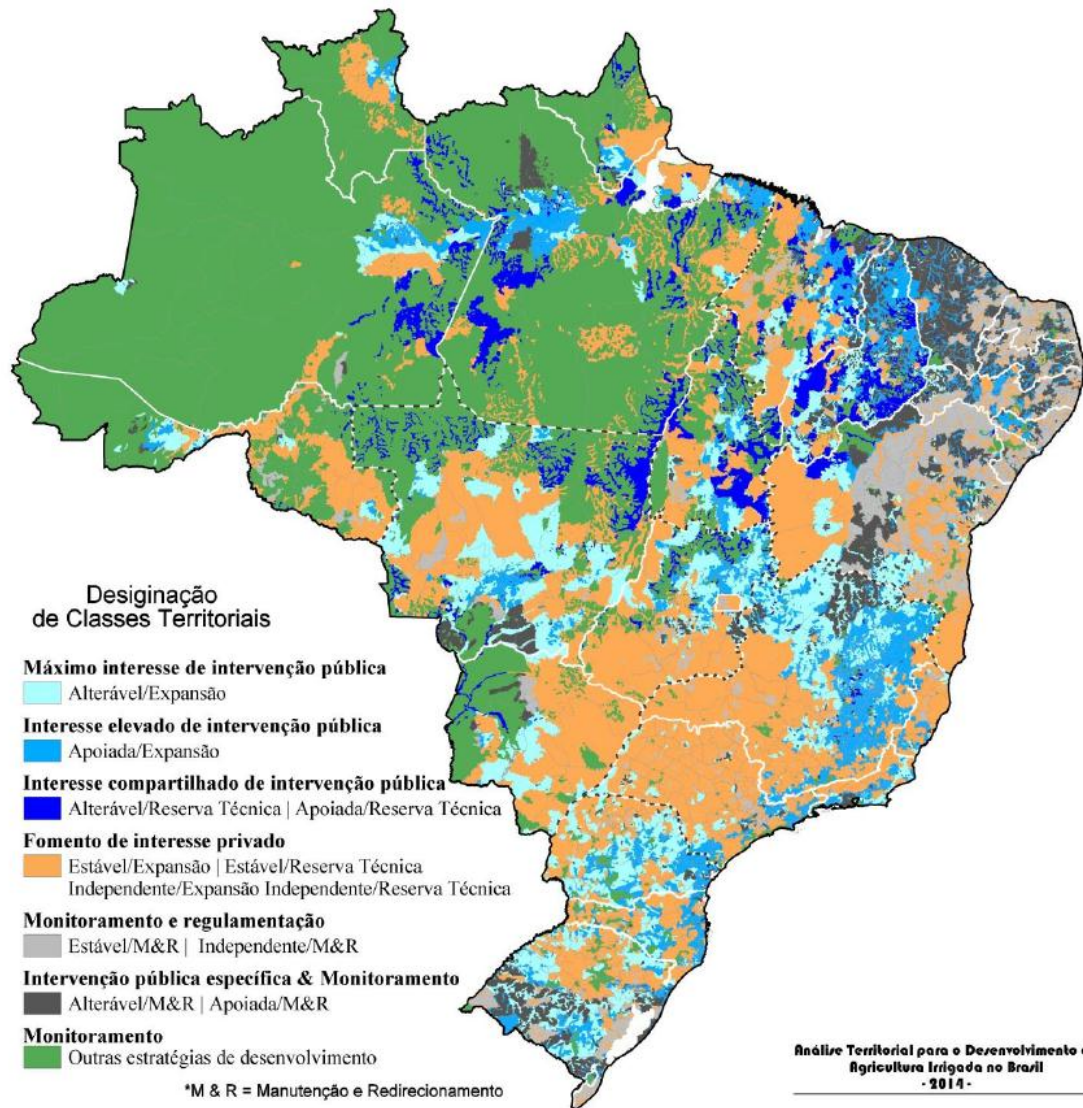 Desiginação
de Classes Territoriais
Máximo interesse de intervenção pública
Alterável/Expansão
Interesse elevado de intervenção pública
Apoiada/Expansão
Interesse compartilhado de intervenção pública
Alterável/Reserva Técnica | Apoiada/Reserva Técnica
Fomento de interesse privado
Estável/Expansão | Estável/Reserva Técnica
Independente/Expansão Independente/Reserva Técnica
Monitoramento e regulamentação
Estável/M&R | Independente/M&R
Intervenção pública específica & Monitoramento
Alterável/M&R | Apoiada/M&R
Monitoramento
Outras estratégias de desenvolvimento
*M & R = Manutenção e Redirecionamento
Análise Territorial para o Desenvolvimento
Agricultura Irrigada no Brasil
- 2014 -